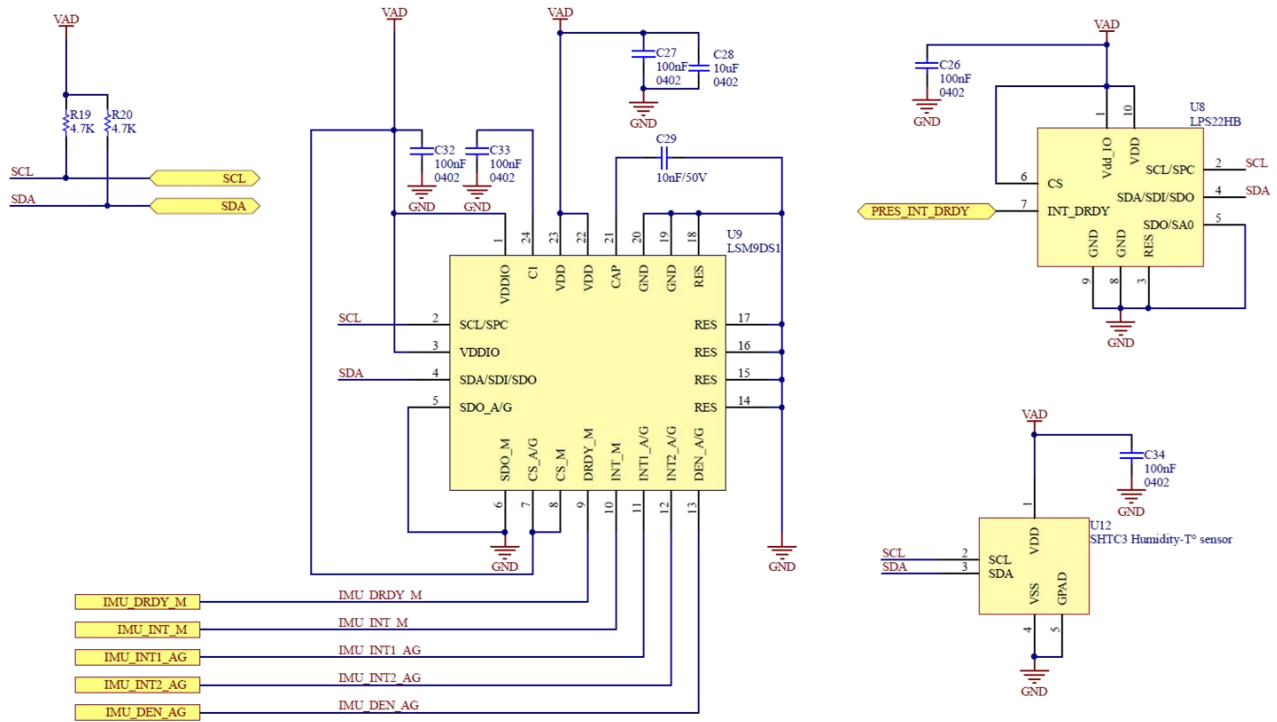 VAD
R19
4.7K
R20
4.7K
SCL
SCL
SDA
SDA
VAD
VAD
C27
100nF
0402
C28
10uF
0402
GND
C32
100nF
0402
GND
C33
100nF
0402
GND
C29
10nF/50V
U9
LSM9DS1
1
24
23
22
21
20
19
18
VDDIO
C1
VDD
VDD
CAP
GND
GND
RES
SCL
2
SCL/SPC
RES
17
3
VDDIO
RES
16
SDA
4
SDA/SDI/SDO
RES
15
5
SDO_A/G
RES
14
SDO_M
CS_A/G
CS_M
DRDY_M
INT_M
INT1_A/G
INT2_A/G
DEN_A/G
6
7
8
9
10
11
12
13
GND
GND
IMU_DRDY_M
IMU_DRDY_M
IMU_INT_M
IMU_INT_M
IMU_INT1_AG
IMU_INT1_AG
IMU_INT2_AG
IMU_INT2_AG
IMU_DEN_AG
IMU_DEN_AG
VAD
C26
100nF
0402
GND
U8
LPS22HB
1
10
Vdd_IO
VDD
6
CS
SCL/SPC
2
SCL
SDA/SDI/SDO
4
SDA
PRES_INT_DRDY
7
INT_DRDY
SDO/SA0
5
GND
GND
RES
9
8
3
GND
VAD
C34
100nF
0402
GND
1
U12
SHTC3 Humidity-T° sensor
VDD
SCL
2
SCL
SDA
3
SDA
VSS
GPAD
4
5
GND